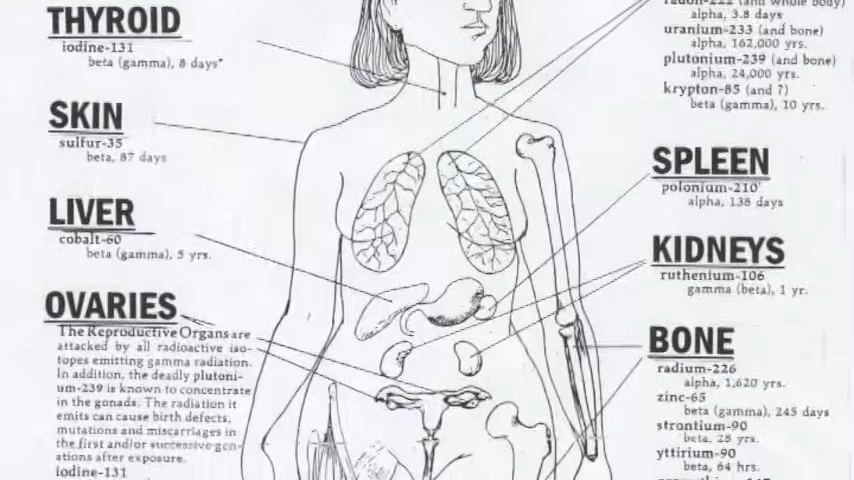 THYROID
iodine-131
beta (gamma), 8 days
SKIN
sulfur-35
beta, 87 days
LIVER
cobalt-60
beta (gamma), 5 yrs.
OVARIES
The Reproductive Organs are
attacked by all radioactive iso-
topes emitting gamma radiation.
In addition, the deadly plutoni-
um-239 is known to concentrate
in the gonads. The radiation it
emits can cause birth defects,
mutations and miscarriages in
the first and/or successive gen-
ations after exposure.
iodine-131
radon-222 (and whole body)
alpha, 3.8 days
uranium-233 (and bone)
alpha, 162,000 yrs.
plutonium-239 (and bone)
alpha, 24,000 yrs.
krypton-85 (and ?)
beta (gamma), 10 yrs.
SPLEEN
polonium-210
alpha, 138 days
KIDNEYS
ruthenium-106
gamma (beta), 1 yr.
BONE
radium-226
alpha, 1,620 yrs.
zinc-65
beta (gamma), 245 days
strontium-90
beta, 28 yrs.
yttirium-90
beta, 64 hrs.